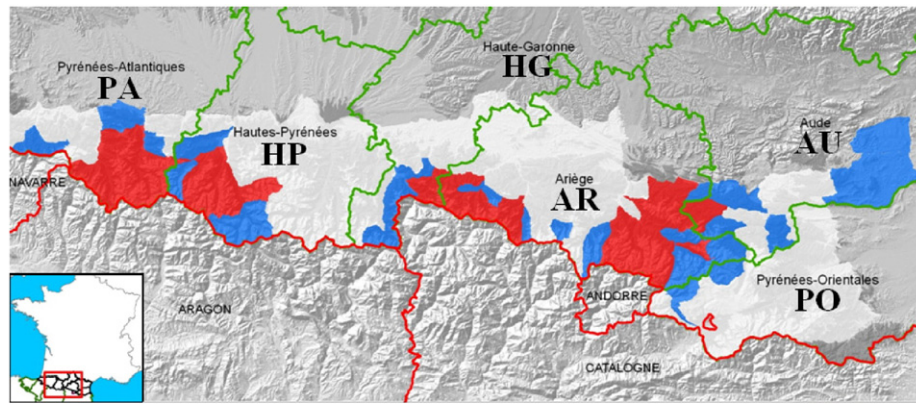 Haute-Garonne
HG
Pyrénées-Atlantiques
PA
Hautes-Pyrénées
HP
Aude
AU
Ariège
AR
NAVARRE
Pyrénées-Orientales
PO
ANDORRE
ARAGON
CATALOGNE